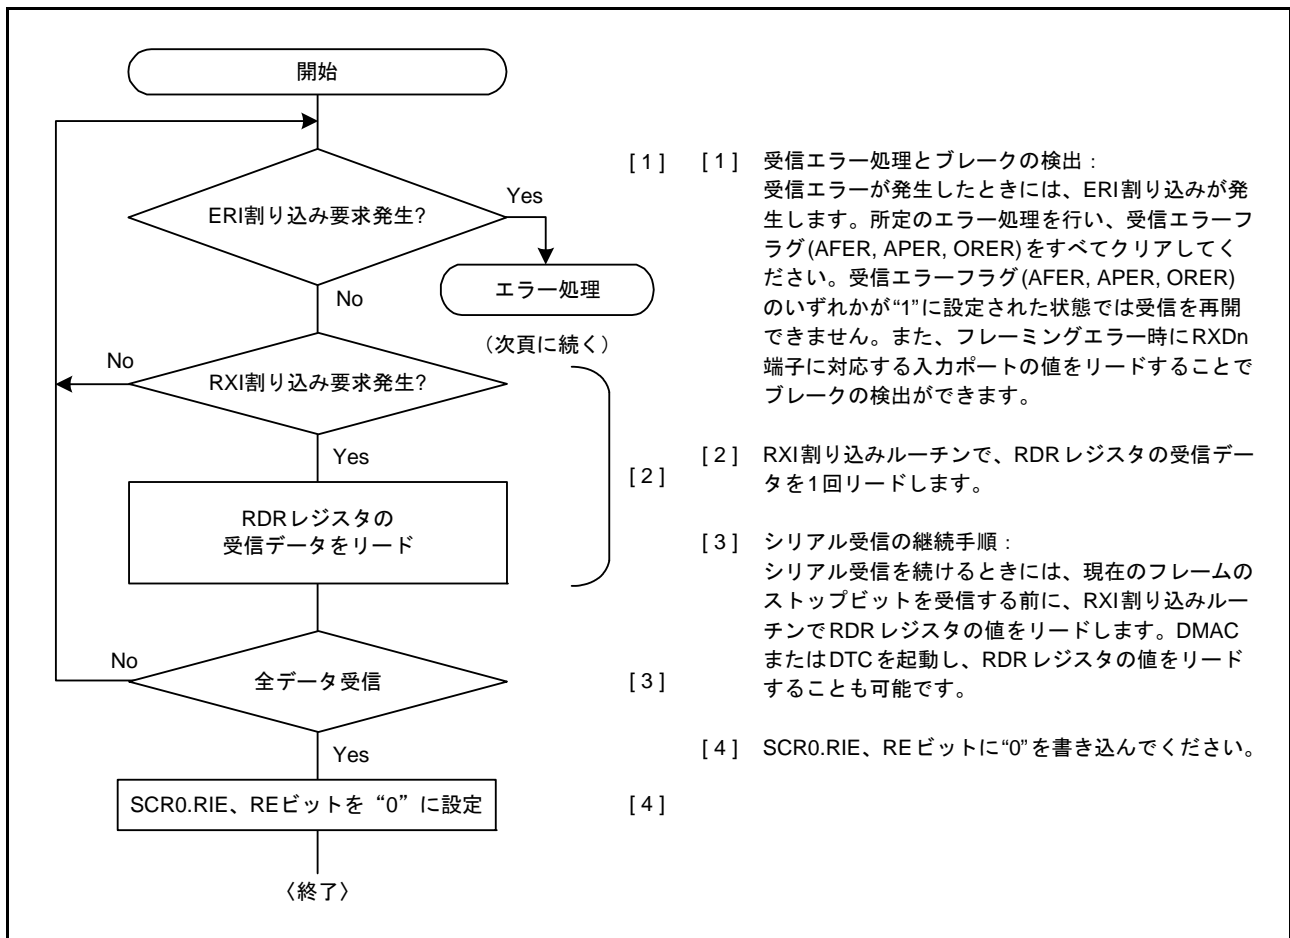 開始
ERI割り込み要求発生?
Yes
エラー処理
No
(次頁に続く)
No
RXI割り込み要求発生?
Yes
RDRレジスタの
受信データをリード
No
全データ受信
Yes
SCR0.RIE、REビットを“0”に設定
〈終了〉
[1]
[2]
[3]
[4]
[1] 受信エラー処理とブレークの検出:
受信エラーが発生したときには、ERI割り込みが発
生します。所定のエラー処理を行い、受信エラーフ
ラグ(AFER, APER, ORER)をすべてクリアしてく
ださい。受信エラーフラグ(AFER, APER, ORER)
のいずれかが“1”に設定された状態では受信を再開
できません。また、フレーミングエラー時にRXDn
端子に対応する入力ポートの値をリードすることで
ブレークの検出ができます。
[2] RXI割り込みルーチンで、RDRレジスタの受信デー
タを1回リードします。
[3] シリアル受信の継続手順:
シリアル受信を続けるときには、現在のフレームの
ストップビットを受信する前に、RXI割り込みルー
チンでRDRレジスタの値をリードします。DMAC
またはDTCを起動し、RDRレジスタの値をリード
することも可能です。
[4] SCR0.RIE、REビットに“0”を書き込んでください。